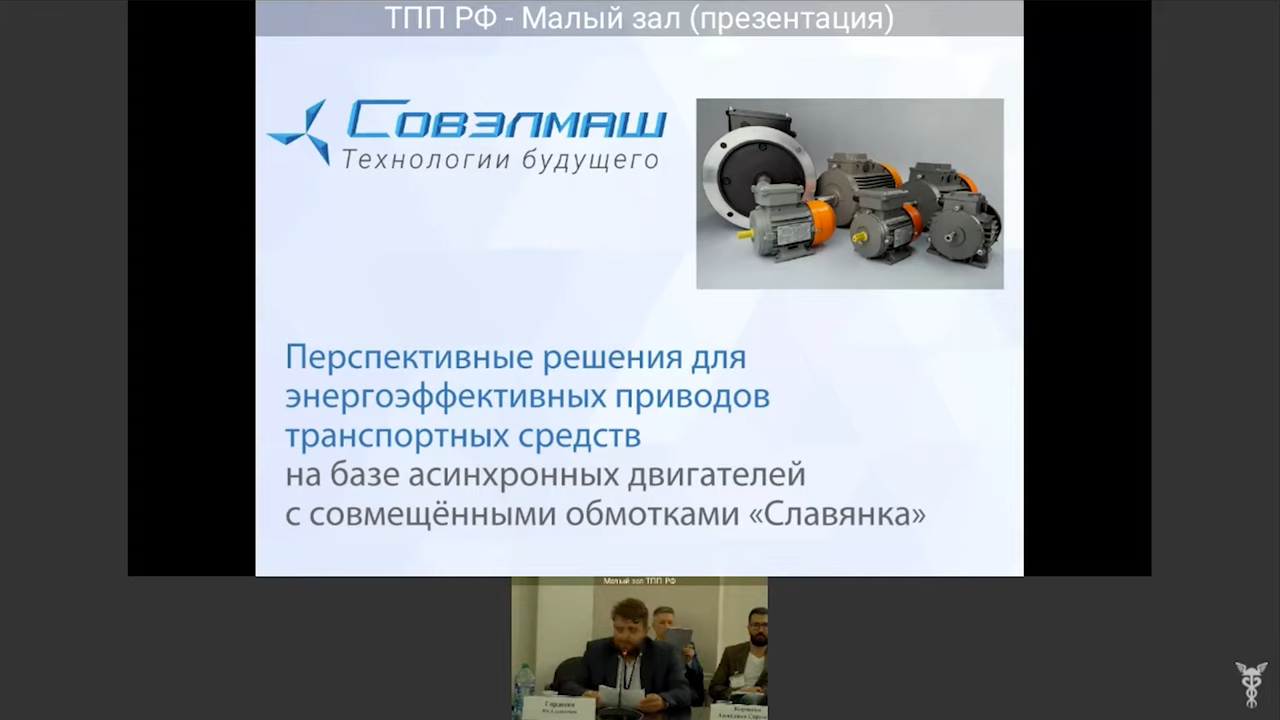 ТПП РФ - Малый зал (презентация)
Совэлмаш
Технологии будущего
Перспективные решения для
энергоэффективных приводов
транспортных средств
на базе асинхронных двигателей
с совмещёнными обмотками «Славянка»
Малый зал ТПП РФ